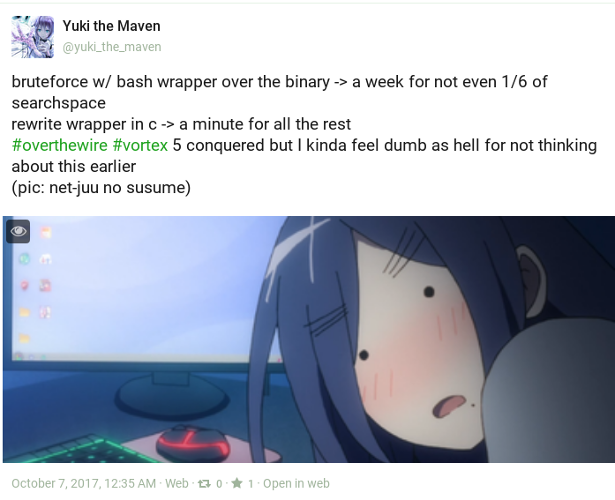 Yuki the Maven
@yuki_the_maven
bruteforce w/ bash wrapper over the binary -> a week for not even 1/6 of
searchspace
rewrite wrapper in c -> a minute for all the rest
#overthewire #vortex 5 conquered but I kinda feel dumb as hell for not thinking
about this earlier
(pic: net-juu no susume)
October 7, 2017, 12:35 AM · Web · 0 · 1 · Open in web